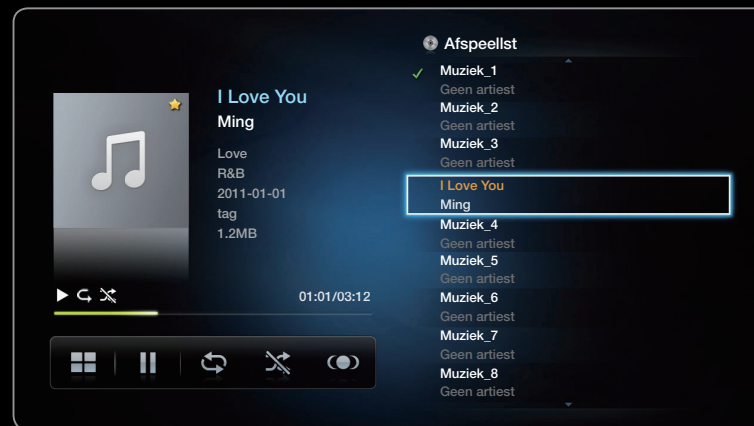 I Love You
Ming
Love
R&B
2011-01-01
tag
1.2MB
01:01/03:12
Afspeellst
Muziek_1
Geen artiest
Muziek_2
Geen artiest
Muziek_3
Geen artiest
I Love You
Ming
Muziek_4
Geen artiest
Muziek_5
Geen artiest
Muziek_6
Geen artiest
Muziek_7
Geen artiest
Muziek_8
Geen artiest